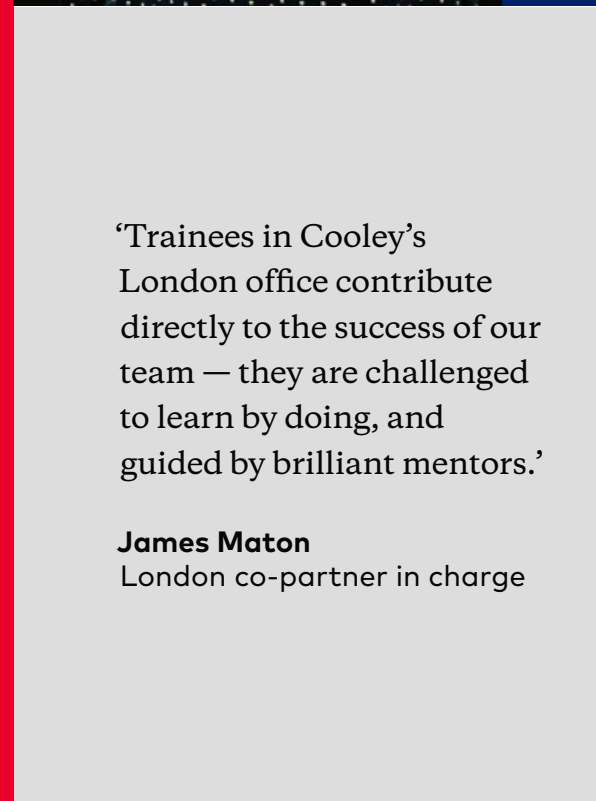 ‘Trainees in Cooley’s
London office contribute
directly to the success of our
team — they are challenged
to learn by doing, and
guided by brilliant mentors.’
James Maton
London co-partner in charge